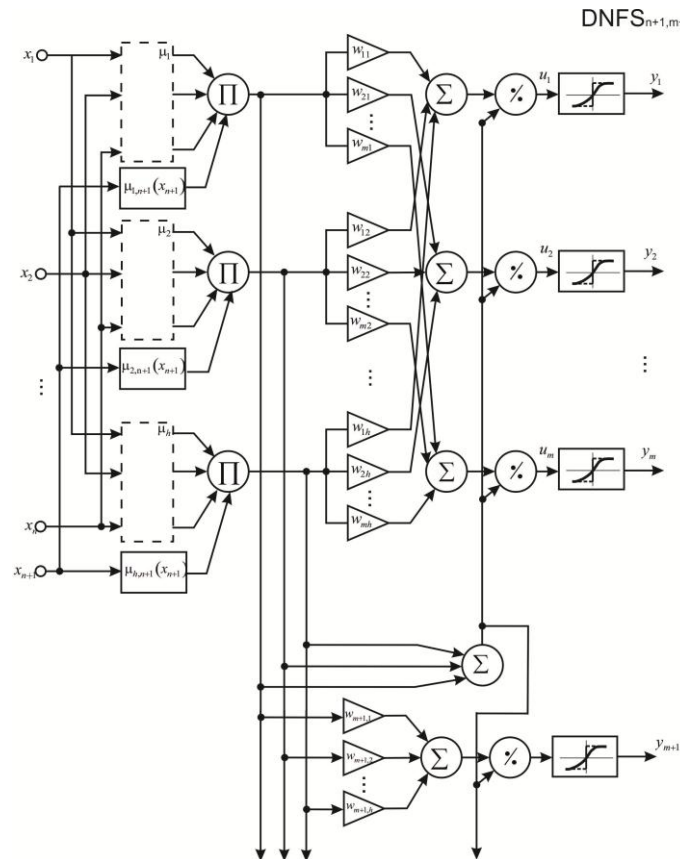 DNFSn+1,m+
x1
μ1
Π
w11
w21
⋮
wm1
Σ
%
u1
y1
μ1,n+1(xn+1)
x2
μ2
Π
w12
w22
⋮
wm2
Σ
%
u2
y2
μ2,n+1(xn+1)
⋮
⋮
⋮
μh
Π
w1h
w2h
⋮
wmh
Σ
%
um
ym
xn
xn+1
μh,n+1(xn+1)
Σ
wm+1,1
wm+1,2
⋮
wm+1,h
Σ
%
ym+1